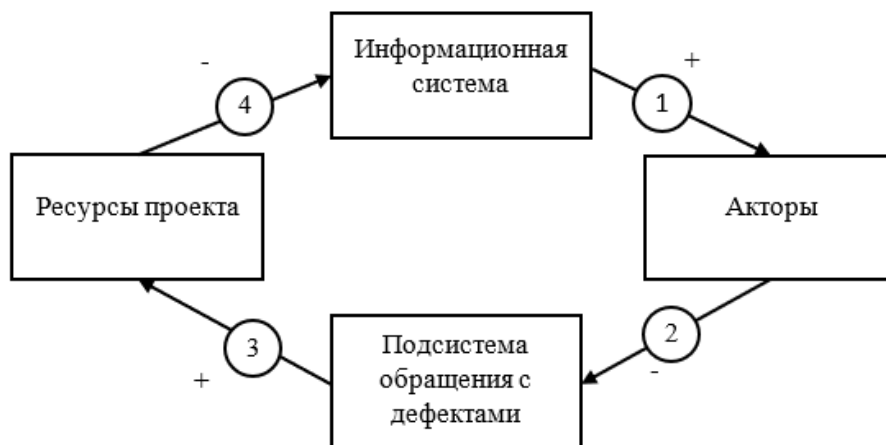 Информационная
система
-
+
4
1
Ресурсы проекта
Акторы
3
2
Подсистема
обращения с
дефектами
+
-